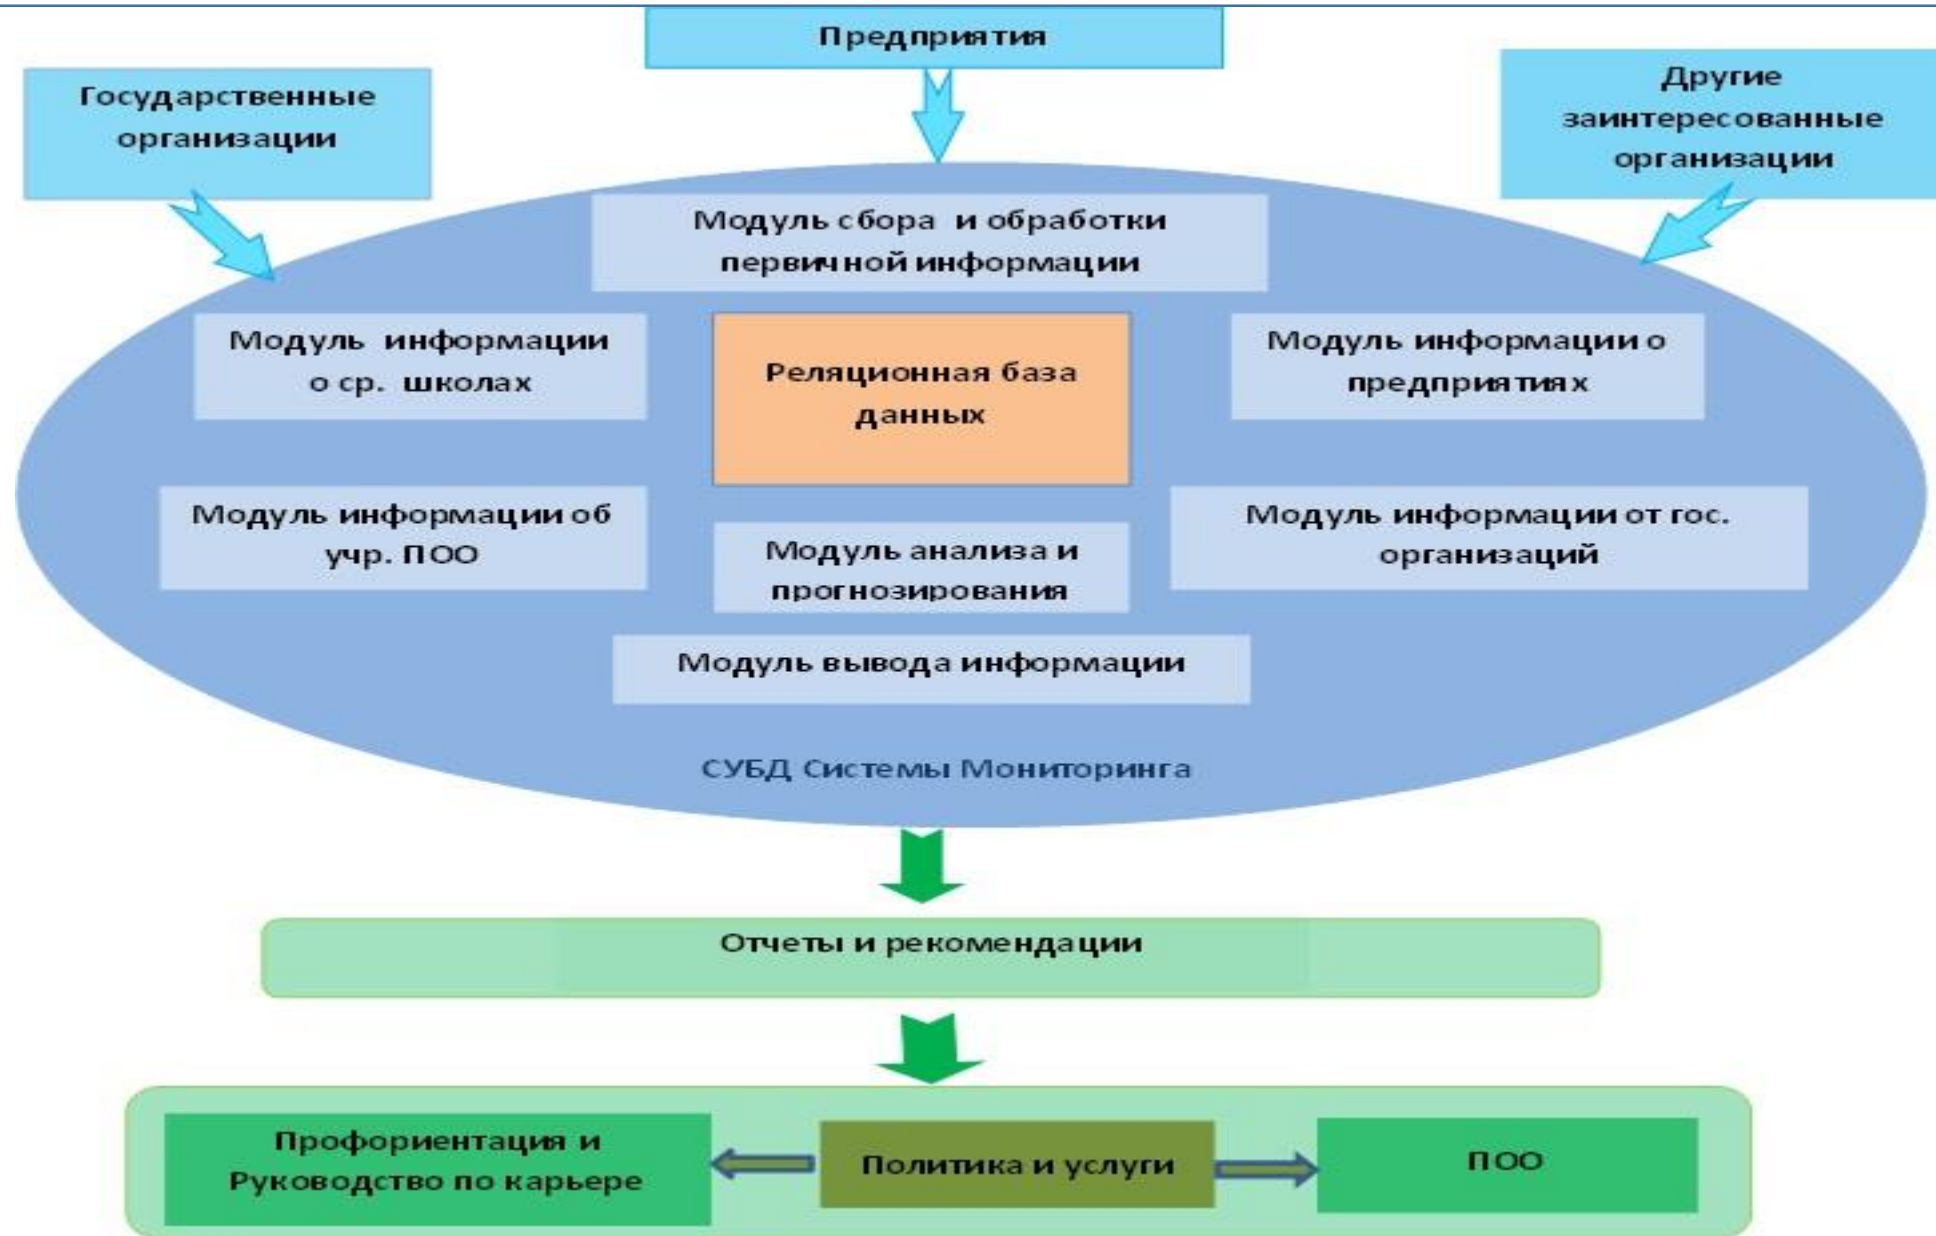 Предприятия
Государственные
организации
Другие
заинтересованные
организации
Модуль сбора и обработки
первичной информации
Модуль информации
о ср. школах
Реляционная база
данных
Модуль информации о
предприятиях
Модуль информации об
учр. ПОО
Модуль анализа и
прогнозирования
Модуль информации от гос.
организаций
Модуль вывода информации
СУБД Системы Мониторинга
Отчеты и рекомендации
Профориентация и
Руководство по карьере
Политика и услуги
ПОО